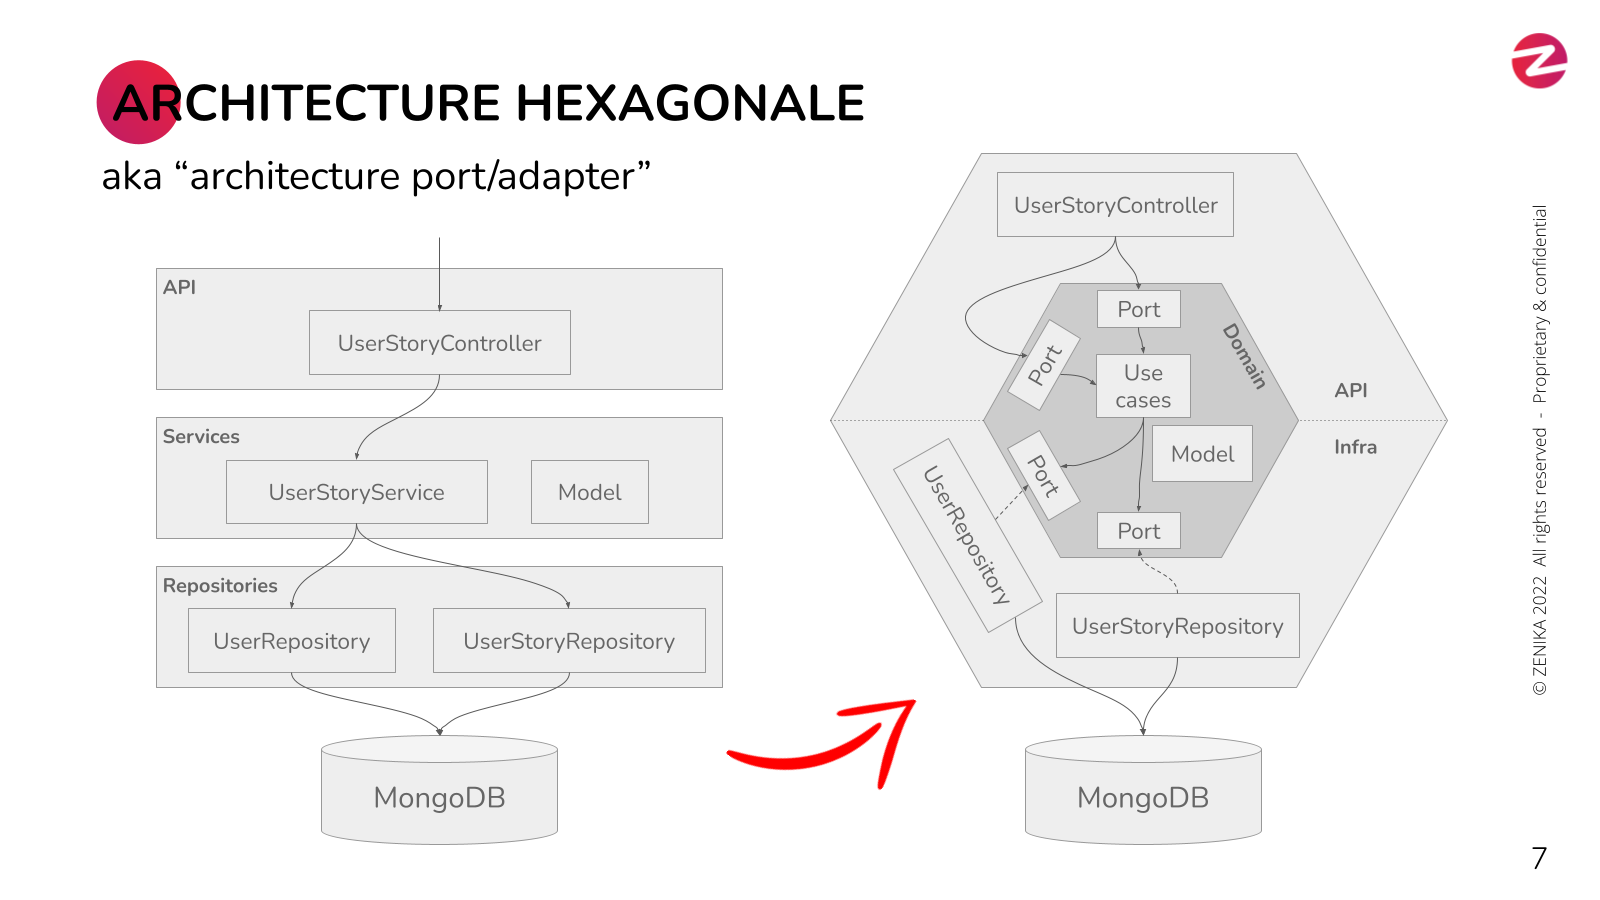 ARCHITECTURE HEXAGONALE
aka “architecture port/adapter”
API
UserStoryController
Services
UserStoryService
Model
Repositories
UserRepository
UserStoryRepository
MongoDB
UserStoryController
Port
Port
Use
cases
Domain
API
Infra
Model
Port
Port
UserRepository
UserStoryRepository
MongoDB
© ZENIKA 2022 All rights reserved - Proprietary & confidential
7